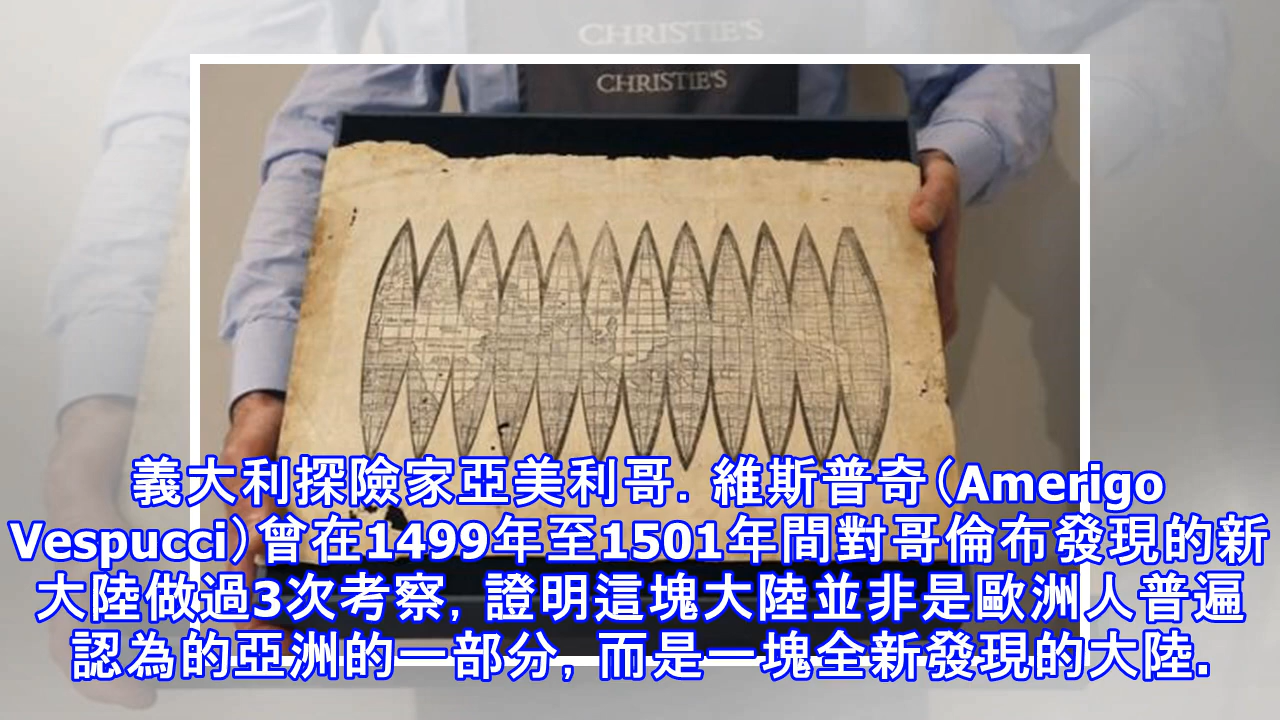 CHRISTIE'S
CHRISTIE'S
義大利探險家亞美利哥. 維斯普奇(Amerigo
Vespucci)曾在1499年至1501年間對哥倫布發現的新
大陸做過3次考察, 證明這塊大陸並非是歐洲人普遍
認為的亞洲的一部分, 而是一塊全新發現的大陸.